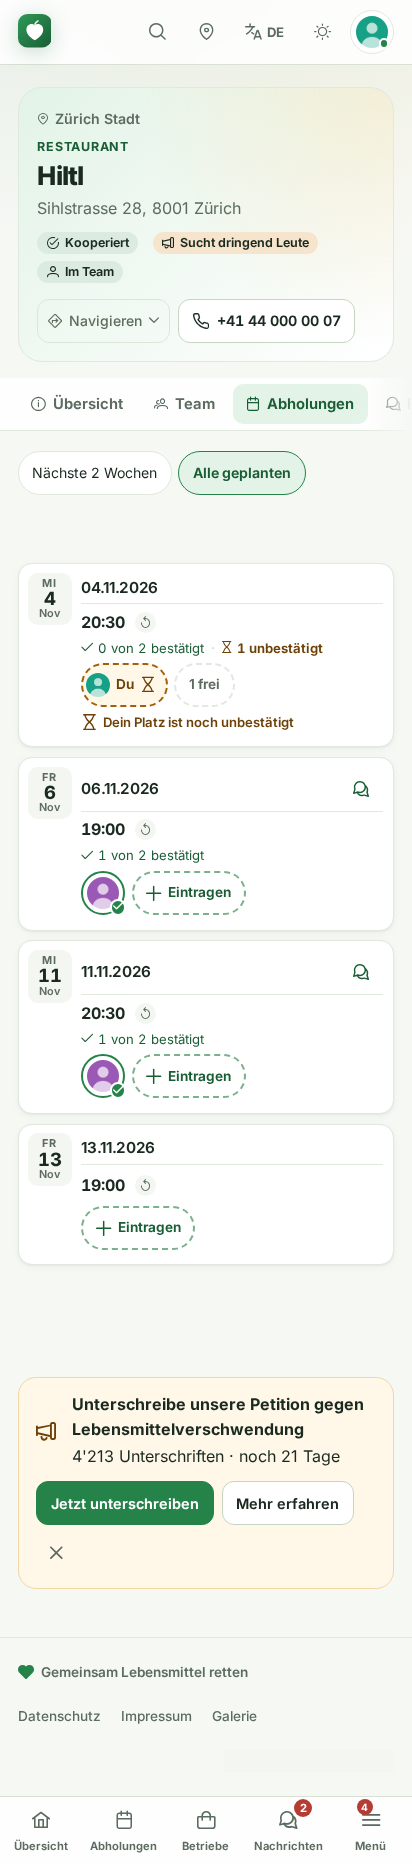 DE
Zürich Stadt
RESTAURANT
Hiltl
Sihlstrasse 28, 8001 Zürich
Kooperiert
Sucht dringend Leute
Im Team
Navigieren
+41 44 000 00 07
Übersicht
Team
Abholungen
Nächste 2 Wochen
Alle geplanten
MI
4
Nov
04.11.2026
20:30
0 von 2 bestätigt · 1 unbestätigt
Du
1 frei
Dein Platz ist noch unbestätigt
FR
6
Nov
06.11.2026
19:00
1 von 2 bestätigt
Eintragen
MI
11
Nov
11.11.2026
20:30
1 von 2 bestätigt
Eintragen
FR
13
Nov
13.11.2026
19:00
Eintragen
Unterschreibe unsere Petition gegen
Lebensmittelverschwendung
4'213 Unterschriften · noch 21 Tage
Jetzt unterschreiben
Mehr erfahren
Gemeinsam Lebensmittel retten
Datenschutz
Impressum
Galerie
2
4
Übersicht
Abholungen
Betriebe
Nachrichten
Menü